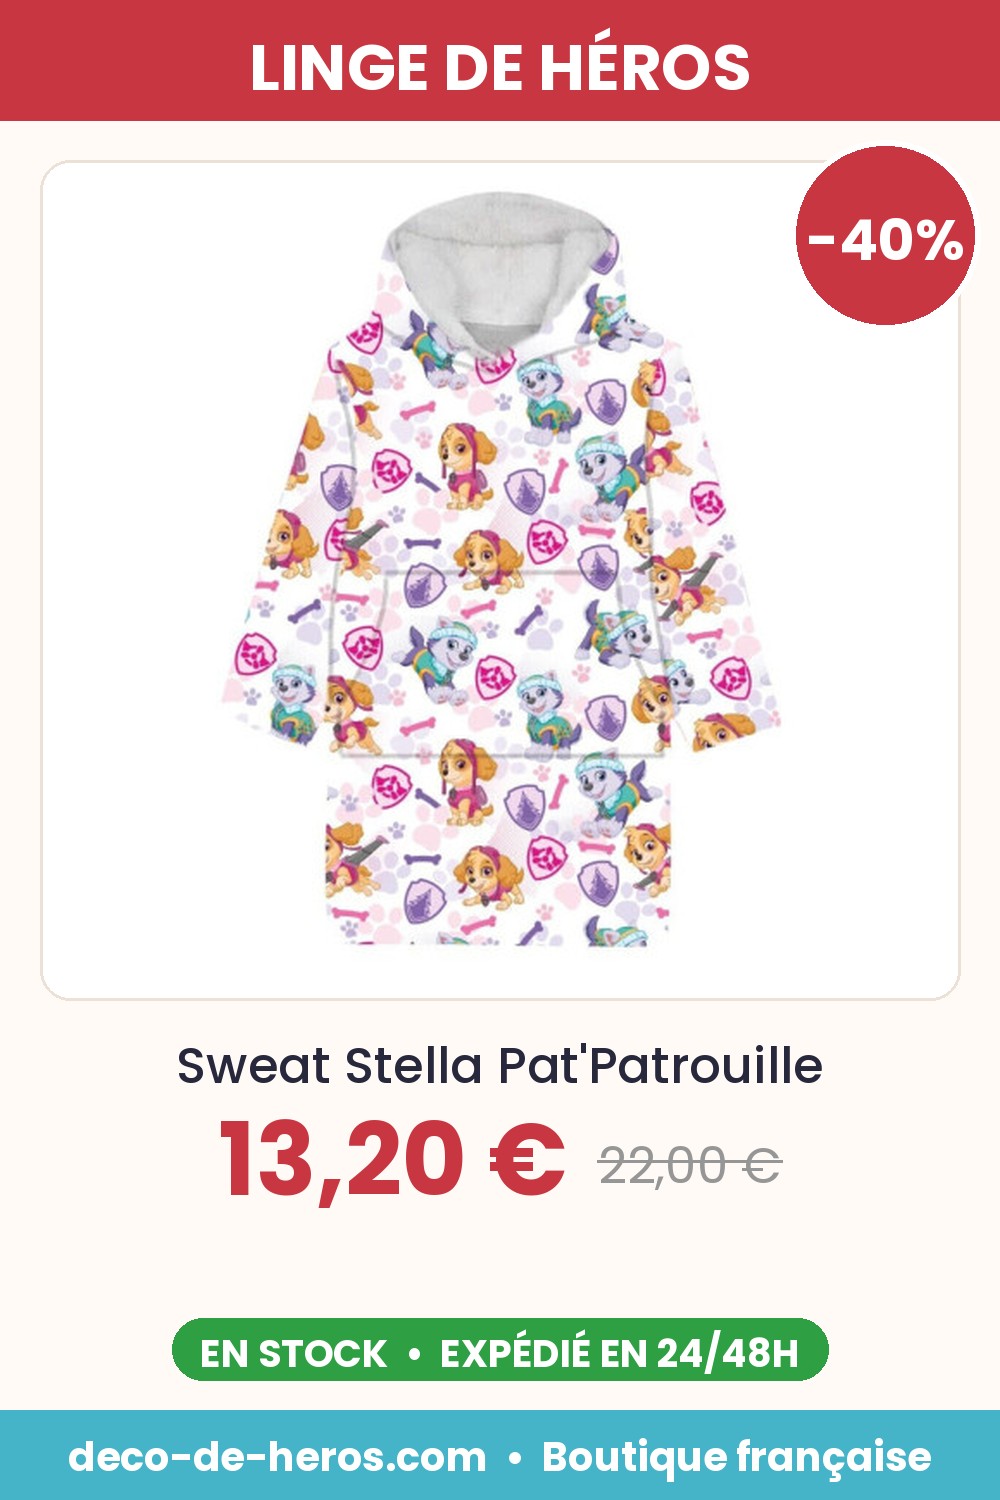 LINGE DE HÉROS
-40%
Sweat Stella Pat'Patrouille
13,20 € 22,00 €
EN STOCK • EXPÉDIÉ EN 24/48H
deco-de-heros.com • Boutique française